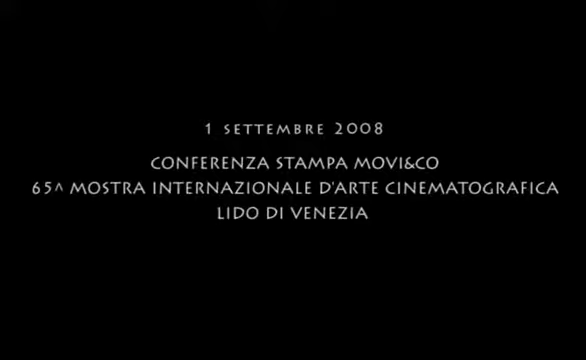 1 SETTEMBRE 2008
CONFERENZA STAMPA MOVI&CO
65^ MOSTRA INTERNAZIONALE D'ARTE CINEMATOGRAFICA
LIDO DI VENEZIA